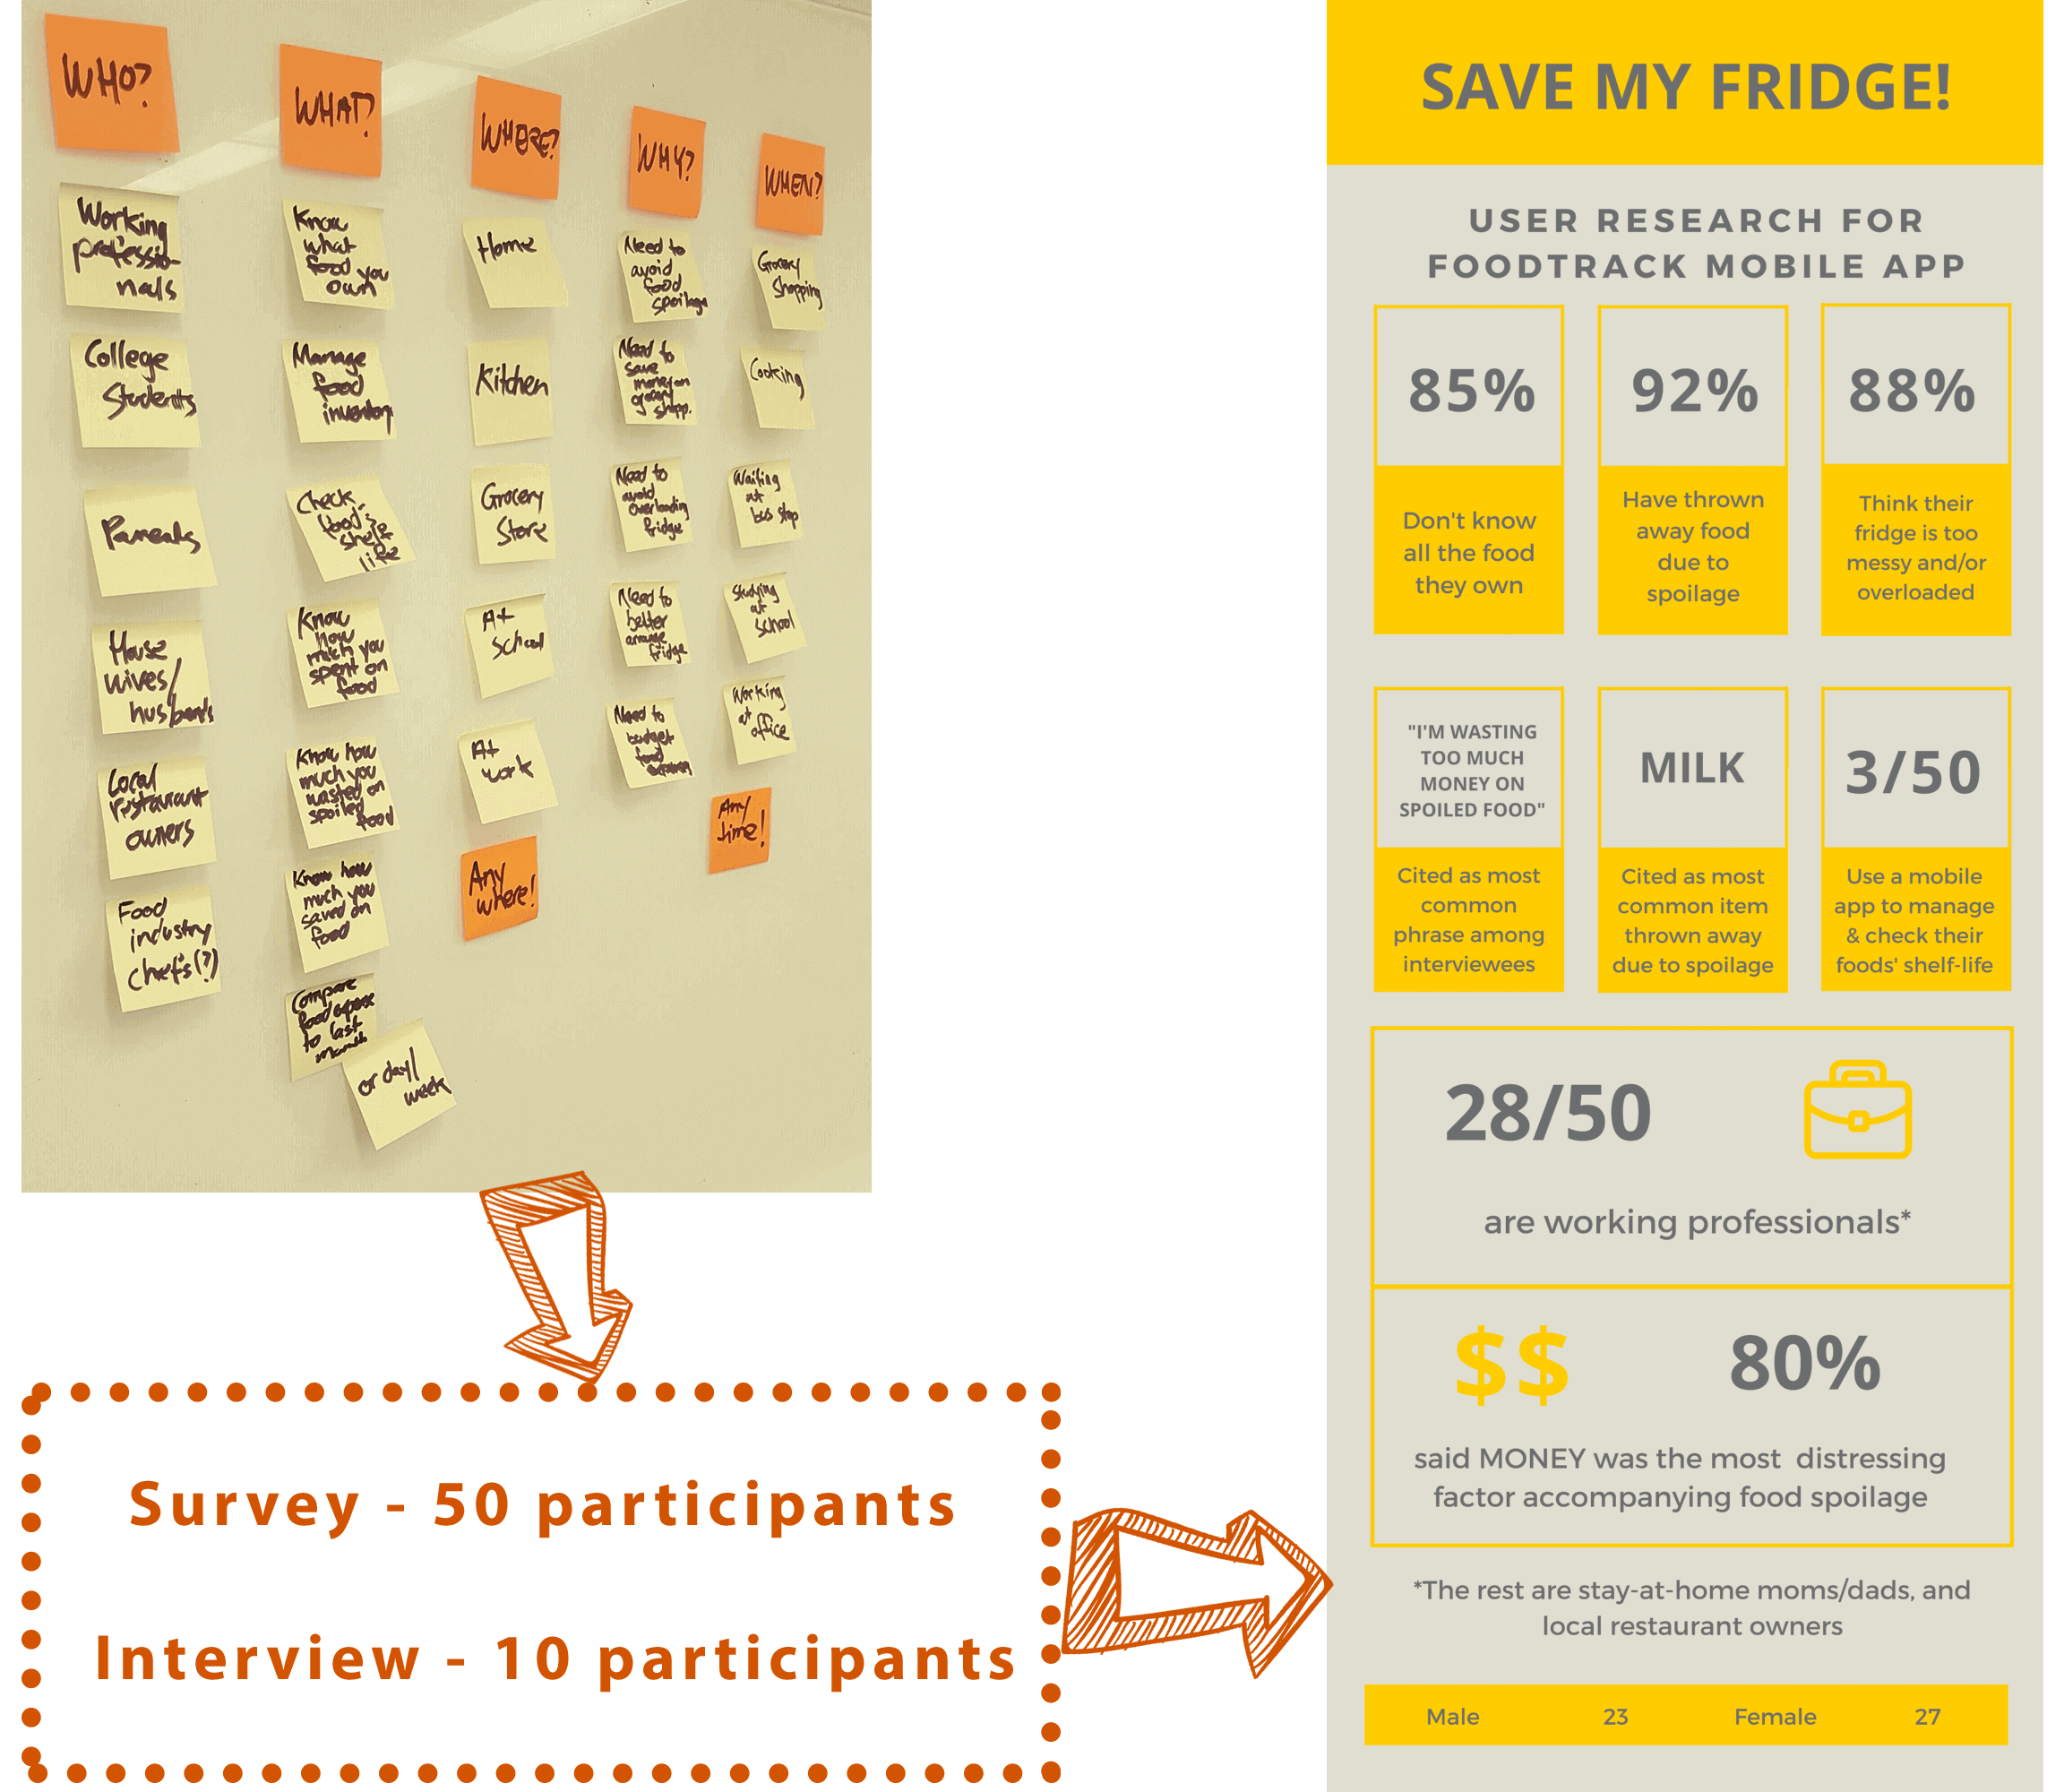 WHO?
Working
professio-
nals
College
Students
Parents
House
wives/
husbands
Local
restaurant
owners
Food
industry
chefs(?)
WHAT?
Know
what
food you
own
Manage
food
inventory
Check
food's
shelf
life
Know
how
much you
spent on
food
Know how
much you
wasted on
spoiled
food
Know how
much you
saved on
food
Compare
food expense
to last
month
or day/
week
WHERE?
Home
Kitchen
Grocery
Store
At
School
At
work
Any
where!
WHY?
Need to
avoid
food
spoilage
Need to
save
money on
grocery
shopp.
Need to
avoid
overloading
fridge
Need to
better
arrange
fridge
Need to
budget
food
WHEN?
Grocery
Shopping
Cooking
Waiting
at
bus stop
Studying
at
school
Working
at
office
Any
time!
Survey - 50 participants
Interview - 10 participants
SAVE MY FRIDGE!
USER RESEARCH FOR
FOODTRACK MOBILE APP
85%
Don't know
all the food
they own
92%
Have thrown
away food
due to
spoilage
88%
Think their
fridge is too
messy and/or
overloaded
"I'M WASTING
TOO MUCH
MONEY ON
SPOILED FOOD"
Cited as most
common
phrase among
interviewees
MILK
Cited as most
common item
thrown away
due to spoilage
3/50
Use a mobile
app to manage
& check their
foods' shelf-life
28/50
are working professionals*
$$ 80%
said MONEY was the most distressing
factor accompanying food spoilage
*The rest are stay-at-home moms/dads, and
local restaurant owners
Male 23 Female 27